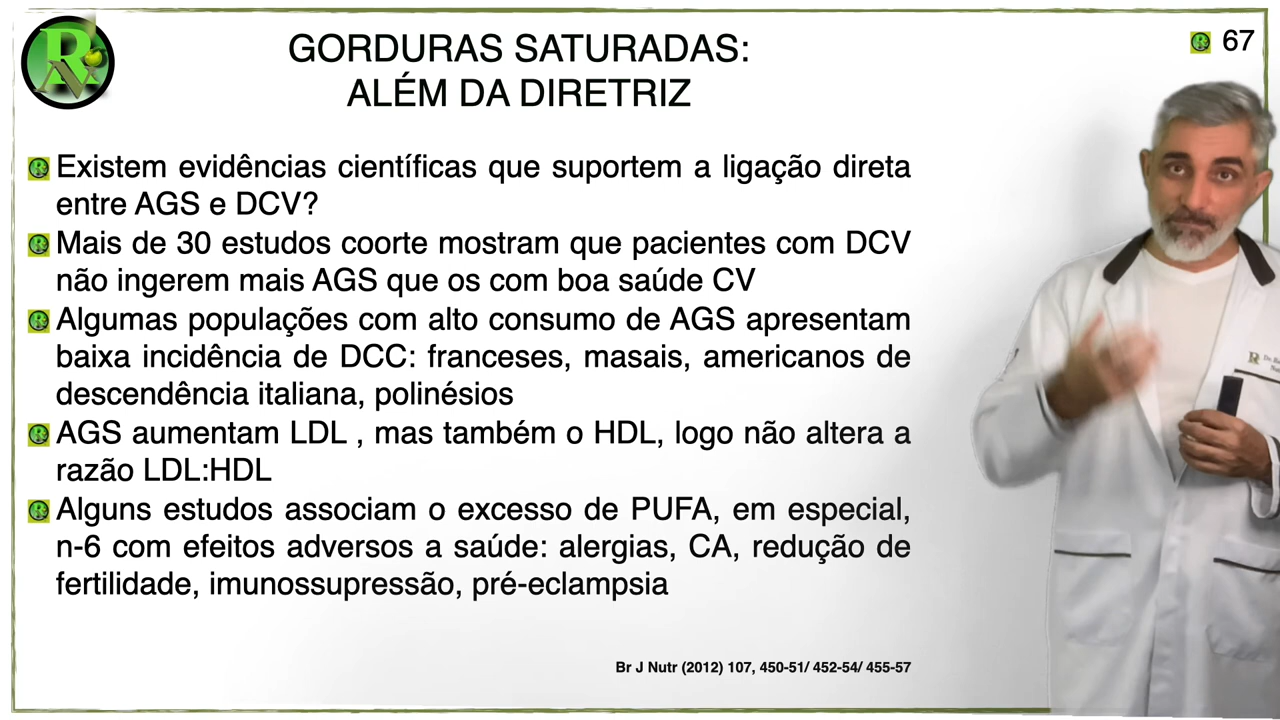 GORDURAS SATURADAS:
ALÉM DA DIRETRIZ
67
Existem evidências científicas que suportem a ligação direta
entre AGS e DCV?
Mais de 30 estudos coorte mostram que pacientes com DCV
não ingerem mais AGS que os com boa saúde CV
Algumas populações com alto consumo de AGS apresentam
baixa incidência de DCC: franceses, masais, americanos de
descendência italiana, polinésios
AGS aumentam LDL , mas também o HDL, logo não altera a
razão LDL:HDL
Alguns estudos associam o excesso de PUFA, em especial,
n-6 com efeitos adversos a saúde: alergias, CA, redução de
fertilidade, imunossupressão, pré-eclampsia
Br J Nutr (2012) 107, 450-51/ 452-54/ 455-57